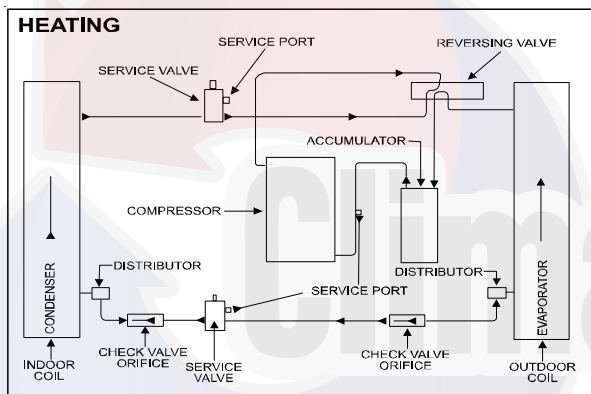 HEATING
SERVICE PORT
SERVICE VALVE
REVERSING VALVE
ACCUMULATOR
COMPRESSOR
DISTRIBUTOR
DISTRIBUTOR
CONDENSER
EVAPORATOR
SERVICE PORT
INDOOR
COIL
CHECK VALVE
ORIFICE
SERVICE
VALVE
CHECK VALVE
ORIFICE
OUTDOOR
COIL
Clima